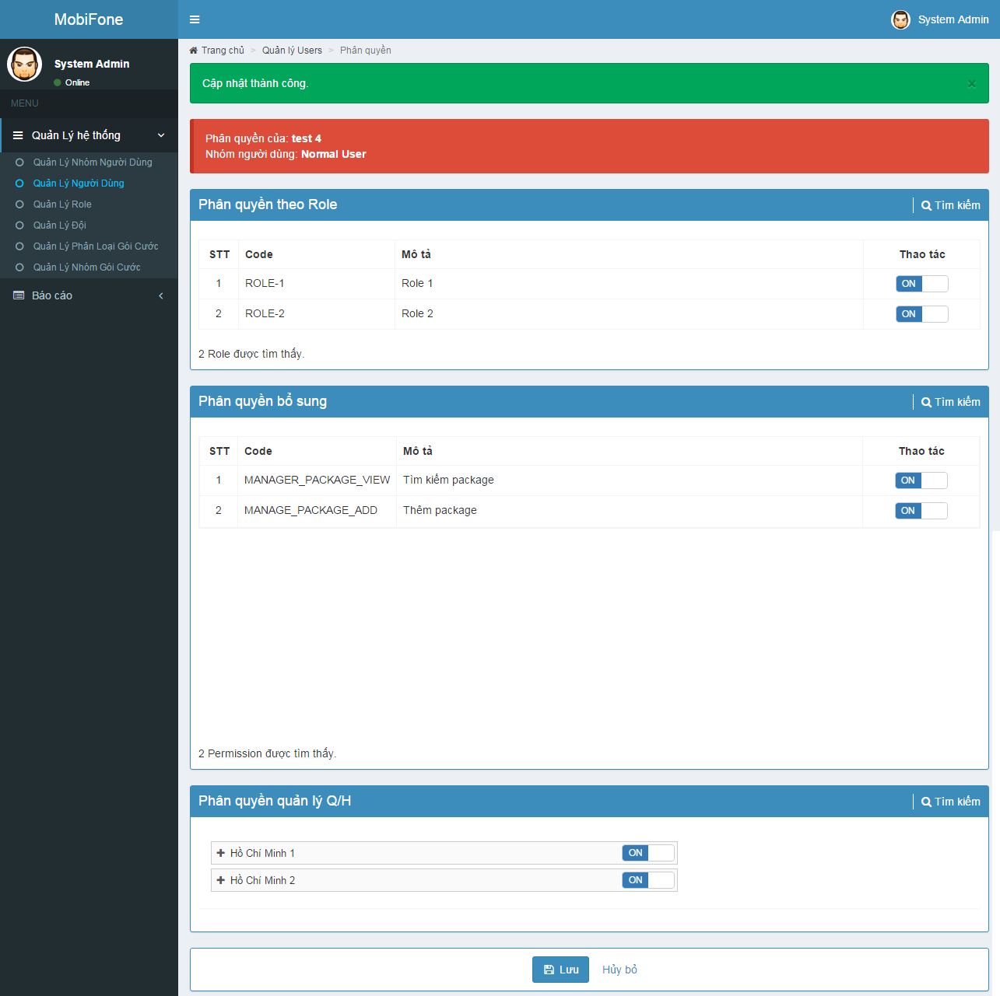 MobiFone
System Admin
System Admin
Online
MENU
Quản Lý hệ thống
Quản Lý Nhóm Người Dùng
Quản Lý Người Dùng
Quản Lý Role
Quản Lý Đội
Quản Lý Phân Loại Gói Cước
Quản Lý Nhóm Gói Cước
Báo cáo
Trang chủ > Quản lý Users > Phân quyền
Cập nhật thành công. ×
Phân quyền của: test 4
Nhóm người dùng: Normal User
Phân quyền theo Role Tìm kiếm
STT Code Mô tả Thao tác
1 ROLE-1 Role 1 ON
2 ROLE-2 Role 2 ON
2 Role được tìm thấy.
Phân quyền bổ sung Tìm kiếm
STT Code Mô tả Thao tác
1 MANAGER_PACKAGE_VIEW Tìm kiếm package ON
2 MANAGE_PACKAGE_ADD Thêm package ON
2 Permission được tìm thấy.
Phân quyền quản lý Q/H Tìm kiếm
Hồ Chí Minh 1 ON
Hồ Chí Minh 2 ON
Lưu Hủy bỏ